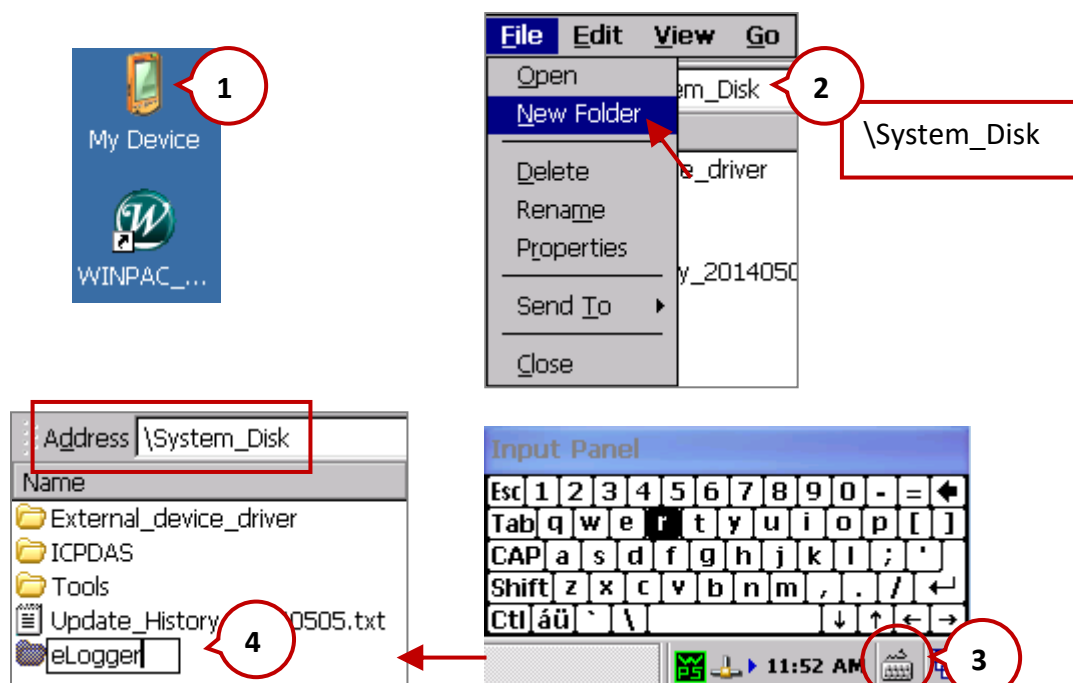 1
My Device
WINPAC_...
File Edit View Go
Open
em_Disk
2
New Folder
\System_Disk
Delete
e_driver
Rename
Properties
y_2014050
Send To
Close
Address \System_Disk
Name
External_device_driver
ICPDAS
Tools
Update_History 0505.txt
eLogger
4
Input Panel
Esc 1 2 3 4 5 6 7 8 9 0 - =
Tab q w e r t y u i o p [ ]
CAP a s d f g h j k l ; '
Shift z x c v b n m , . /
Ctl áü ` \
11:52 AM
3